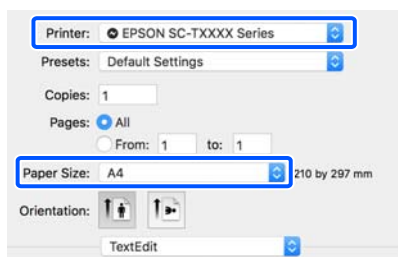 Printer: EPSON SC-TXXXX Series
Presets: Default Settings
Copies: 1
Pages: All
From: 1 to: 1
Paper Size: A4 210 by 297 mm
Orientation:
TextEdit